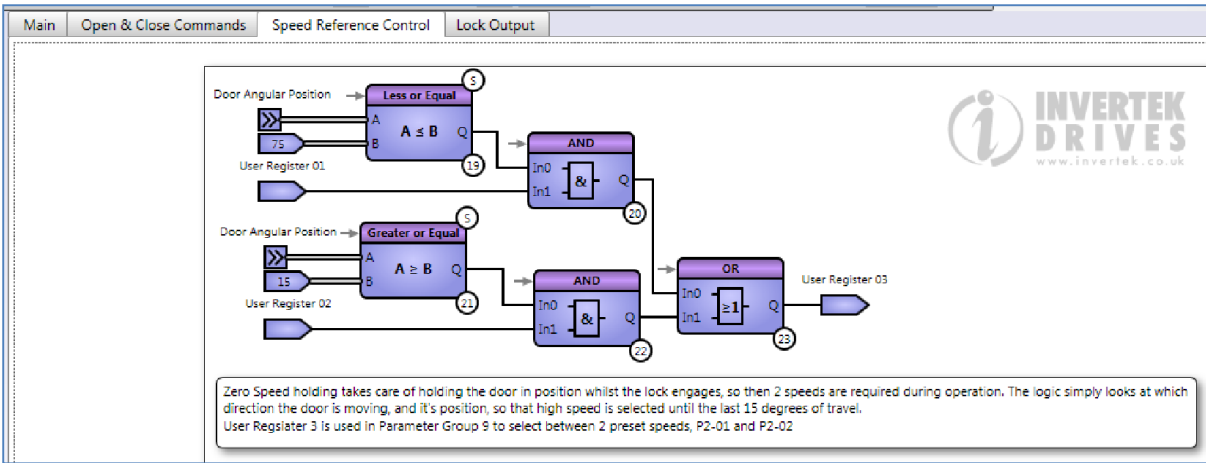 Main Open & Close Commands Speed Reference Control Lock Output
S
Door Angular Position Less or Equal
A A ≤ B Q
75 B
19
User Register 01
AND
In0 & Q
In1
20
S
Door Angular Position Greater or Equal
A A ≥ B Q
15 B
21
User Register 02
AND
In0 & Q
In1
22
OR
In0 ≥1 Q
In1
23
User Register 03
i INVERTEK
DRIVES
www.invertek.co.uk
Zero Speed holding takes care of holding the door in position whilst the lock engages, so then 2 speeds are required during operation. The logic simply looks at which
direction the door is moving, and it's position, so that high speed is selected until the last 15 degrees of travel.
User Regsiater 3 is used in Parameter Group 9 to select between 2 preset speeds, P2-01 and P2-02